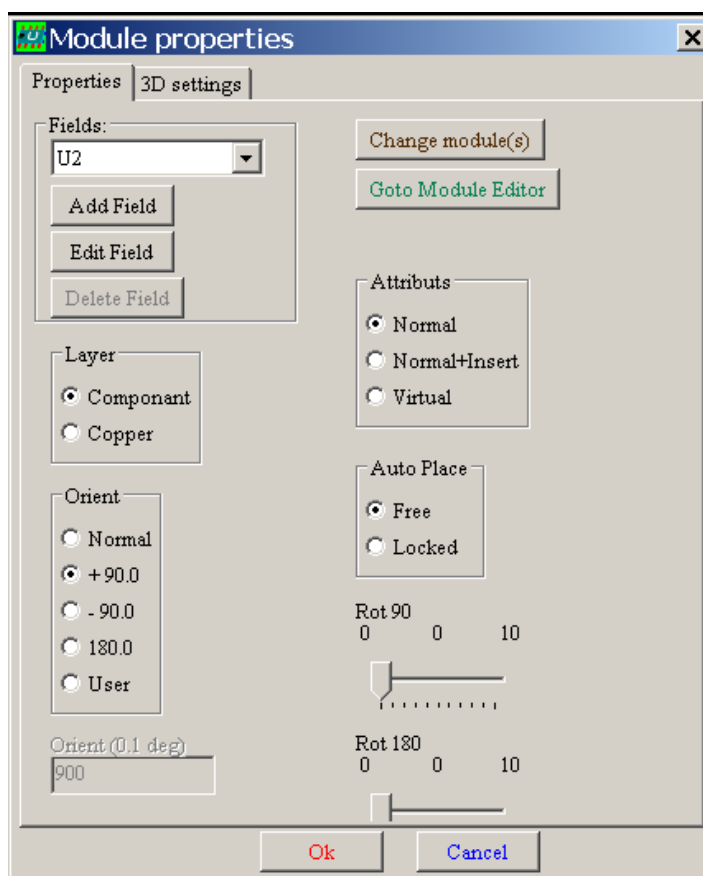 Module properties
Properties
3D settings
Fields:
U2
Add Field
Edit Field
Delete Field
Layer
Componant
Copper
Orient
Normal
+ 90.0
- 90.0
180.0
User
Orient (0.1 deg)
900
Change module(s)
Goto Module Editor
Attributs
Normal
Normal+Insert
Virtual
Auto Place
Free
Locked
Rot 90
0 0 10
Rot 180
0 0 10
Ok
Cancel